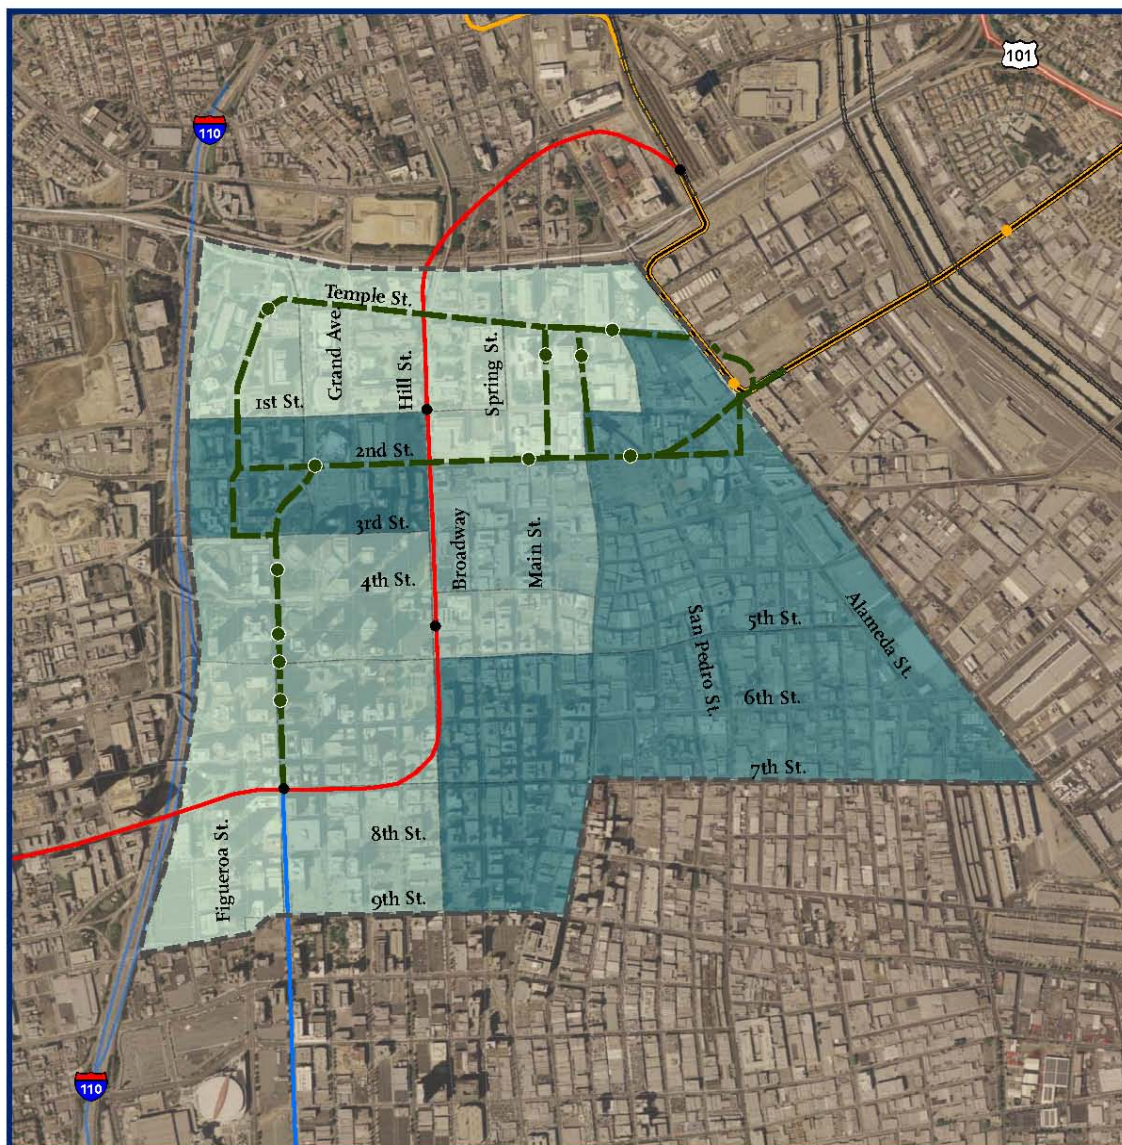 101
110
Temple St.
Grand Ave
Hill St.
Spring St.
1st St.
2nd St.
3rd St.
Broadway
Main St.
4th St.
San Pedro St.
5th St.
Alameda St.
6th St.
7th St.
Figueroa St.
8th St.
9th St.
110